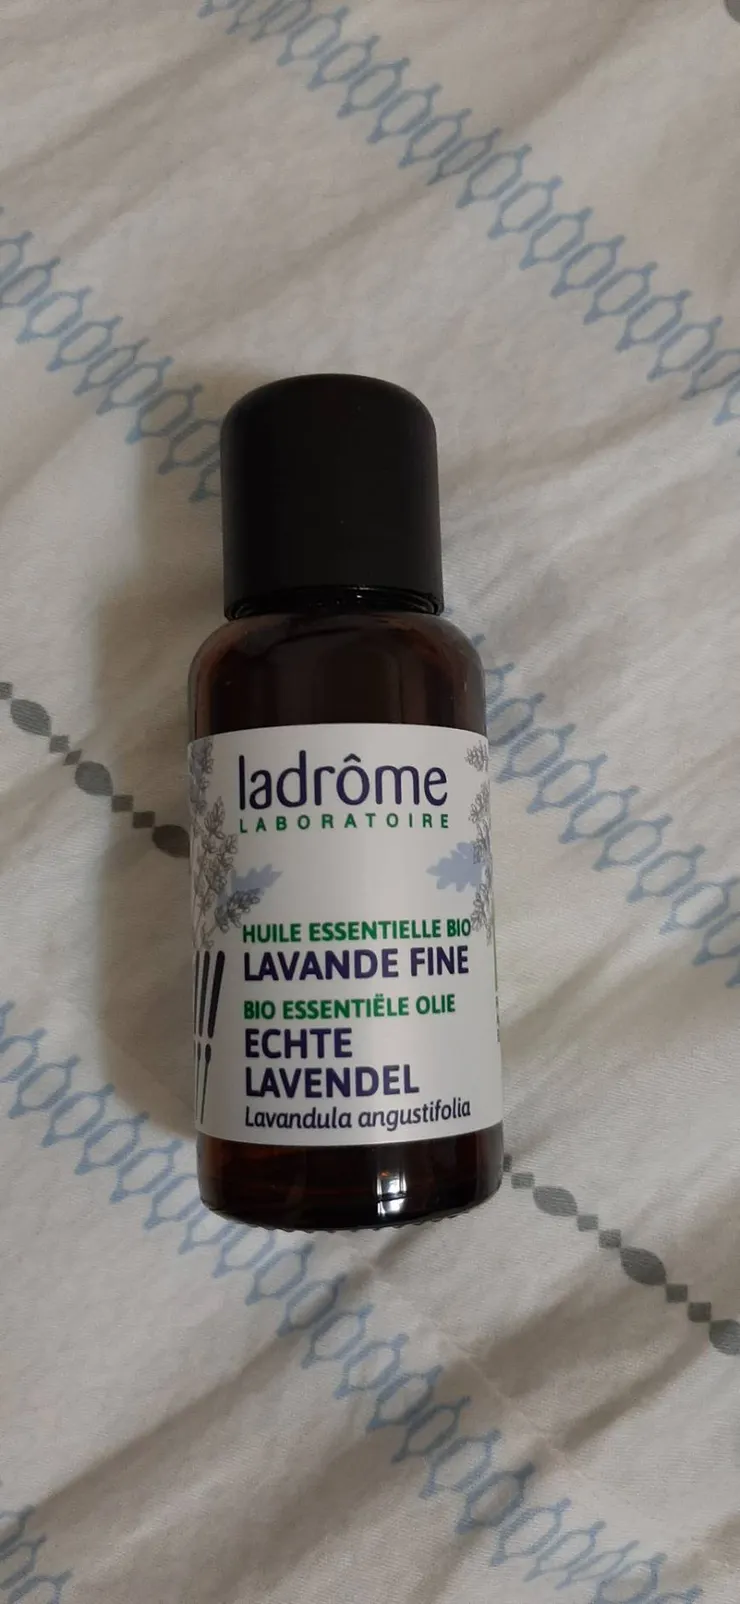 ladrôme
LABORATOIRE
HUILE ESSENTIELLE BIO
LAVANDE FINE
BIO ESSENTIËLE OLIE
ECHTE
LAVENDEL
Lavandula angustifolia